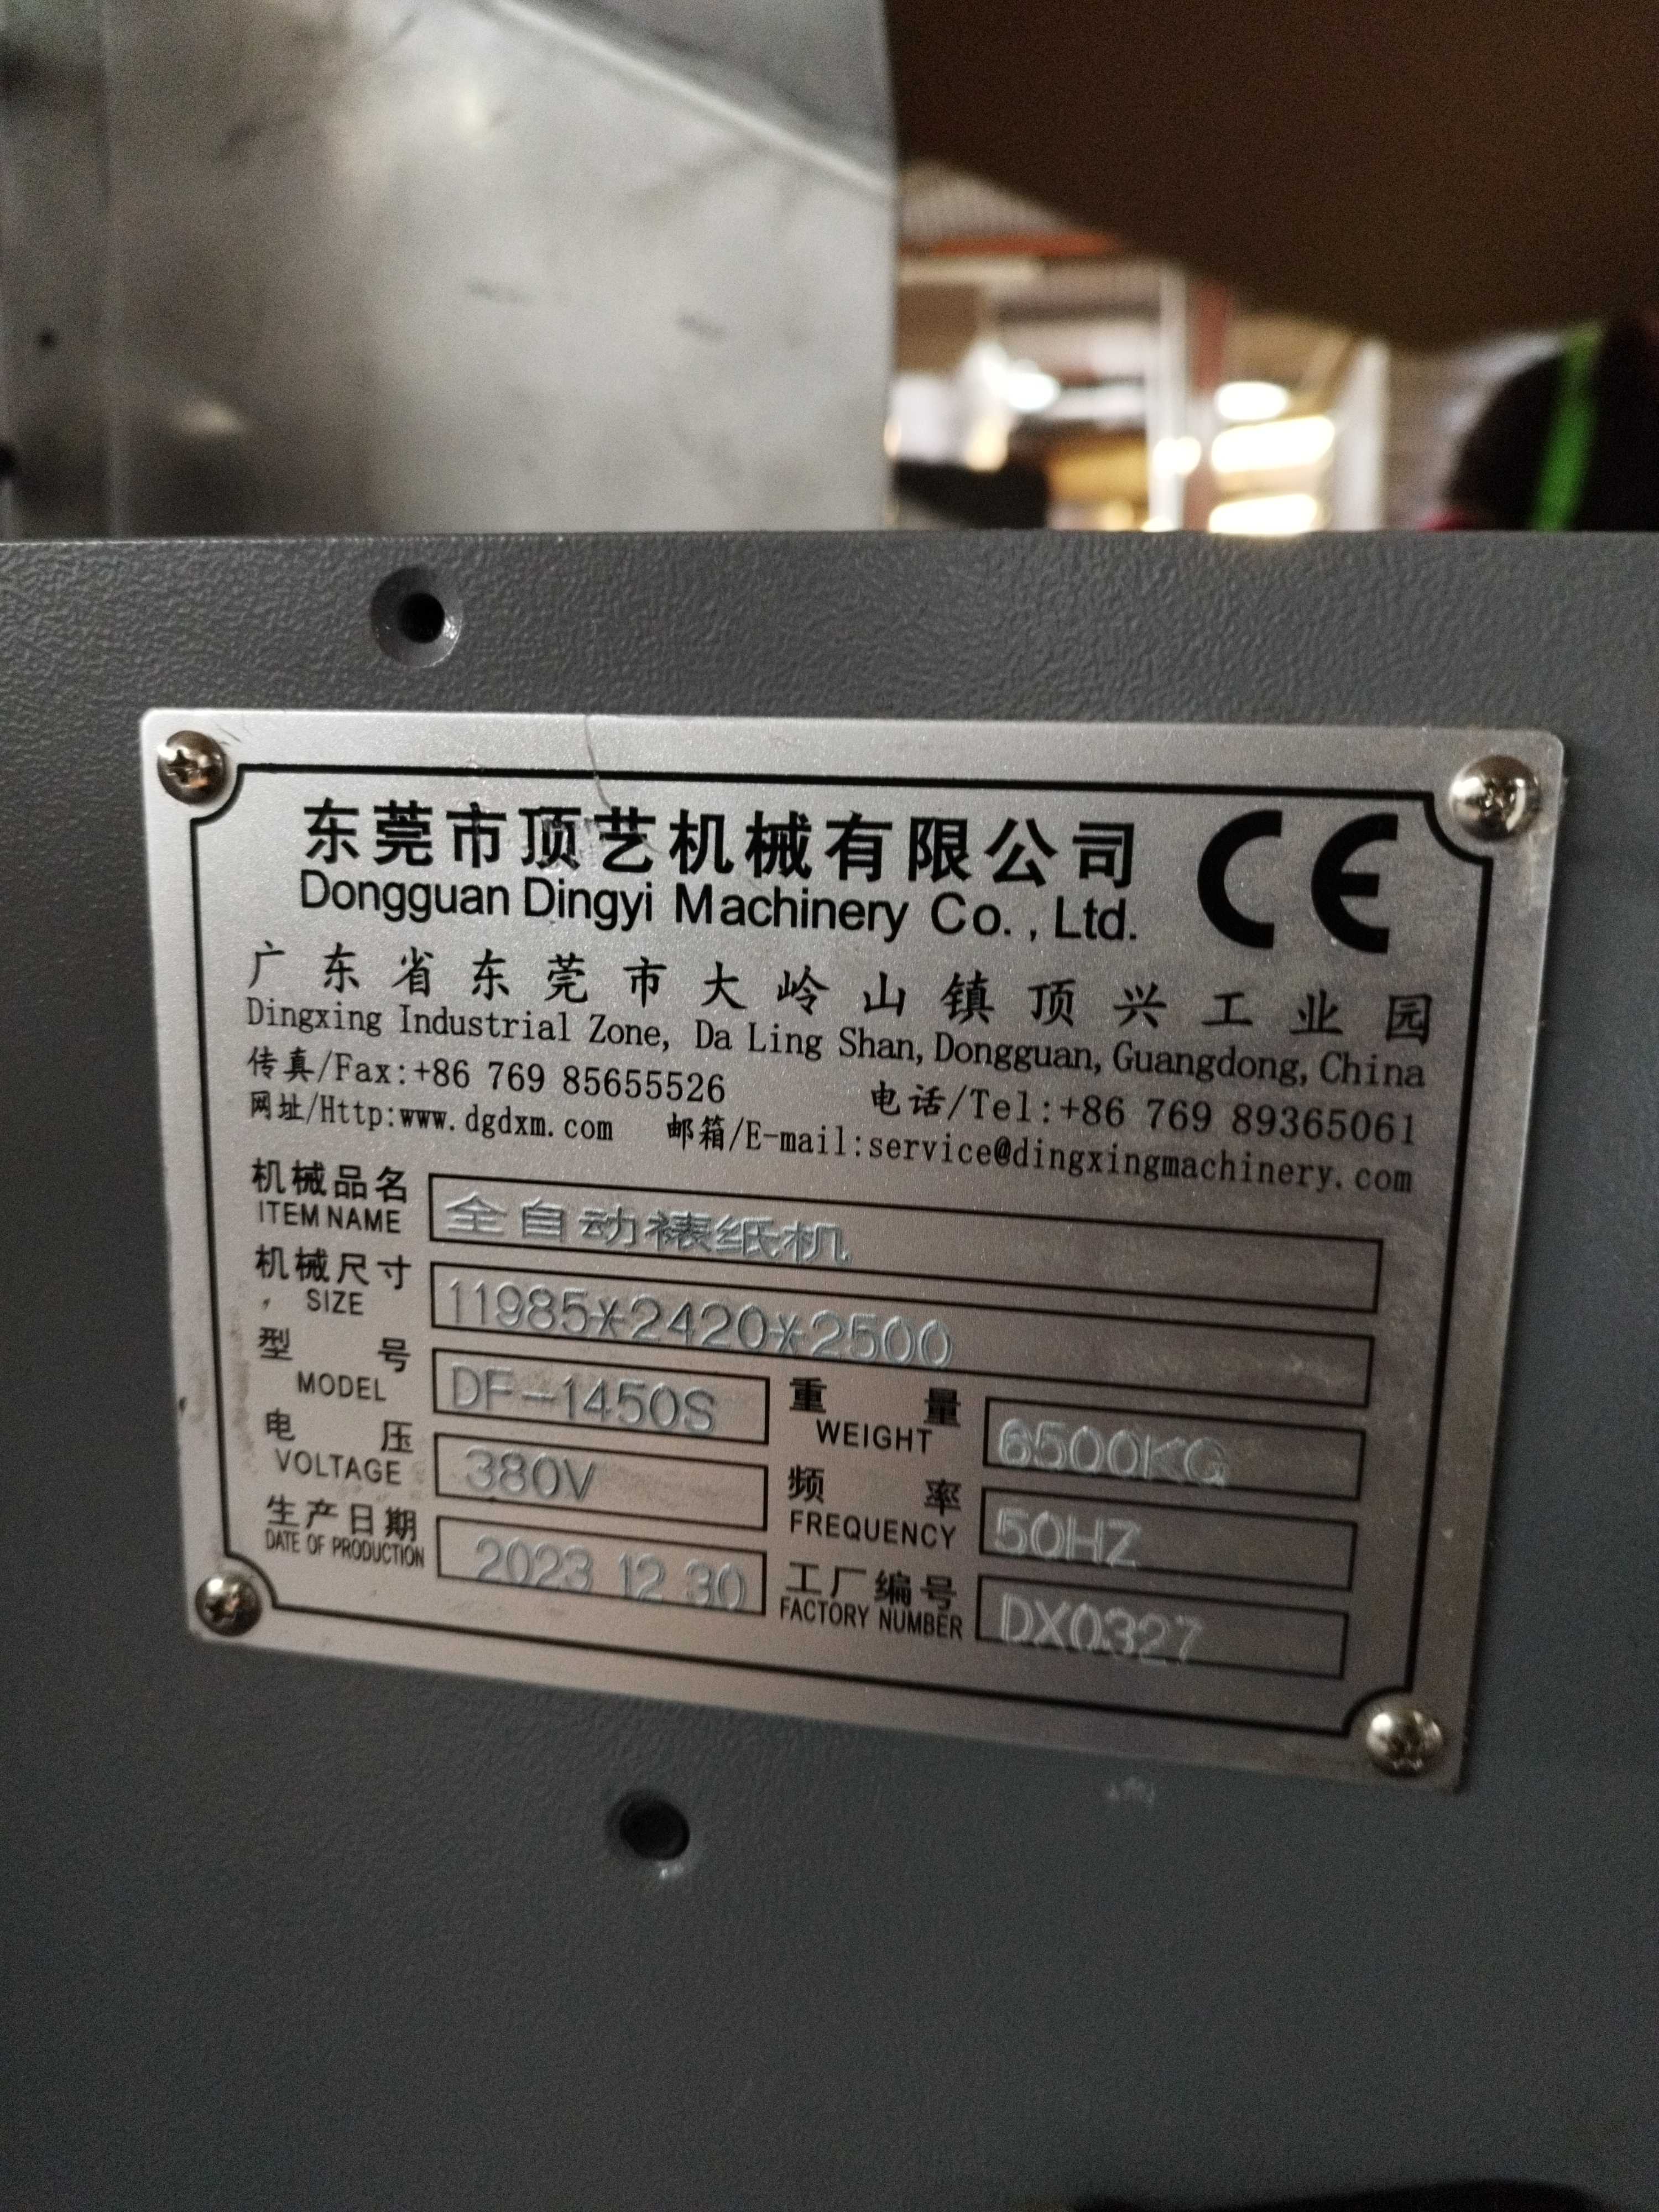 东莞市顶艺机械有限公司 CE
Dongguan Dingyi Machinery Co., Ltd.
广东省东莞市大岭山镇顶兴工业园
Dingxing Industrial Zone, Da Ling Shan, Dongguan, Guangdong, China
传真/Fax:+86 769 85655526 电话/Tel:+86 769 89365061
网址/Http:www.dgdxm.com 邮箱/E-mail:service@dingxingmachinery.com
机械品名 全自动裱纸机
ITEM NAME
机械尺寸 11985*2420*2500
SIZE
型号 DF-1450S 重量 6500KG
MODEL WEIGHT
电压 380V 频率 50HZ
VOLTAGE FREQUENCY
生产日期 2023 12 30 工厂编号 DX0327
DATE OF PRODUCTION FACTORY NUMBER